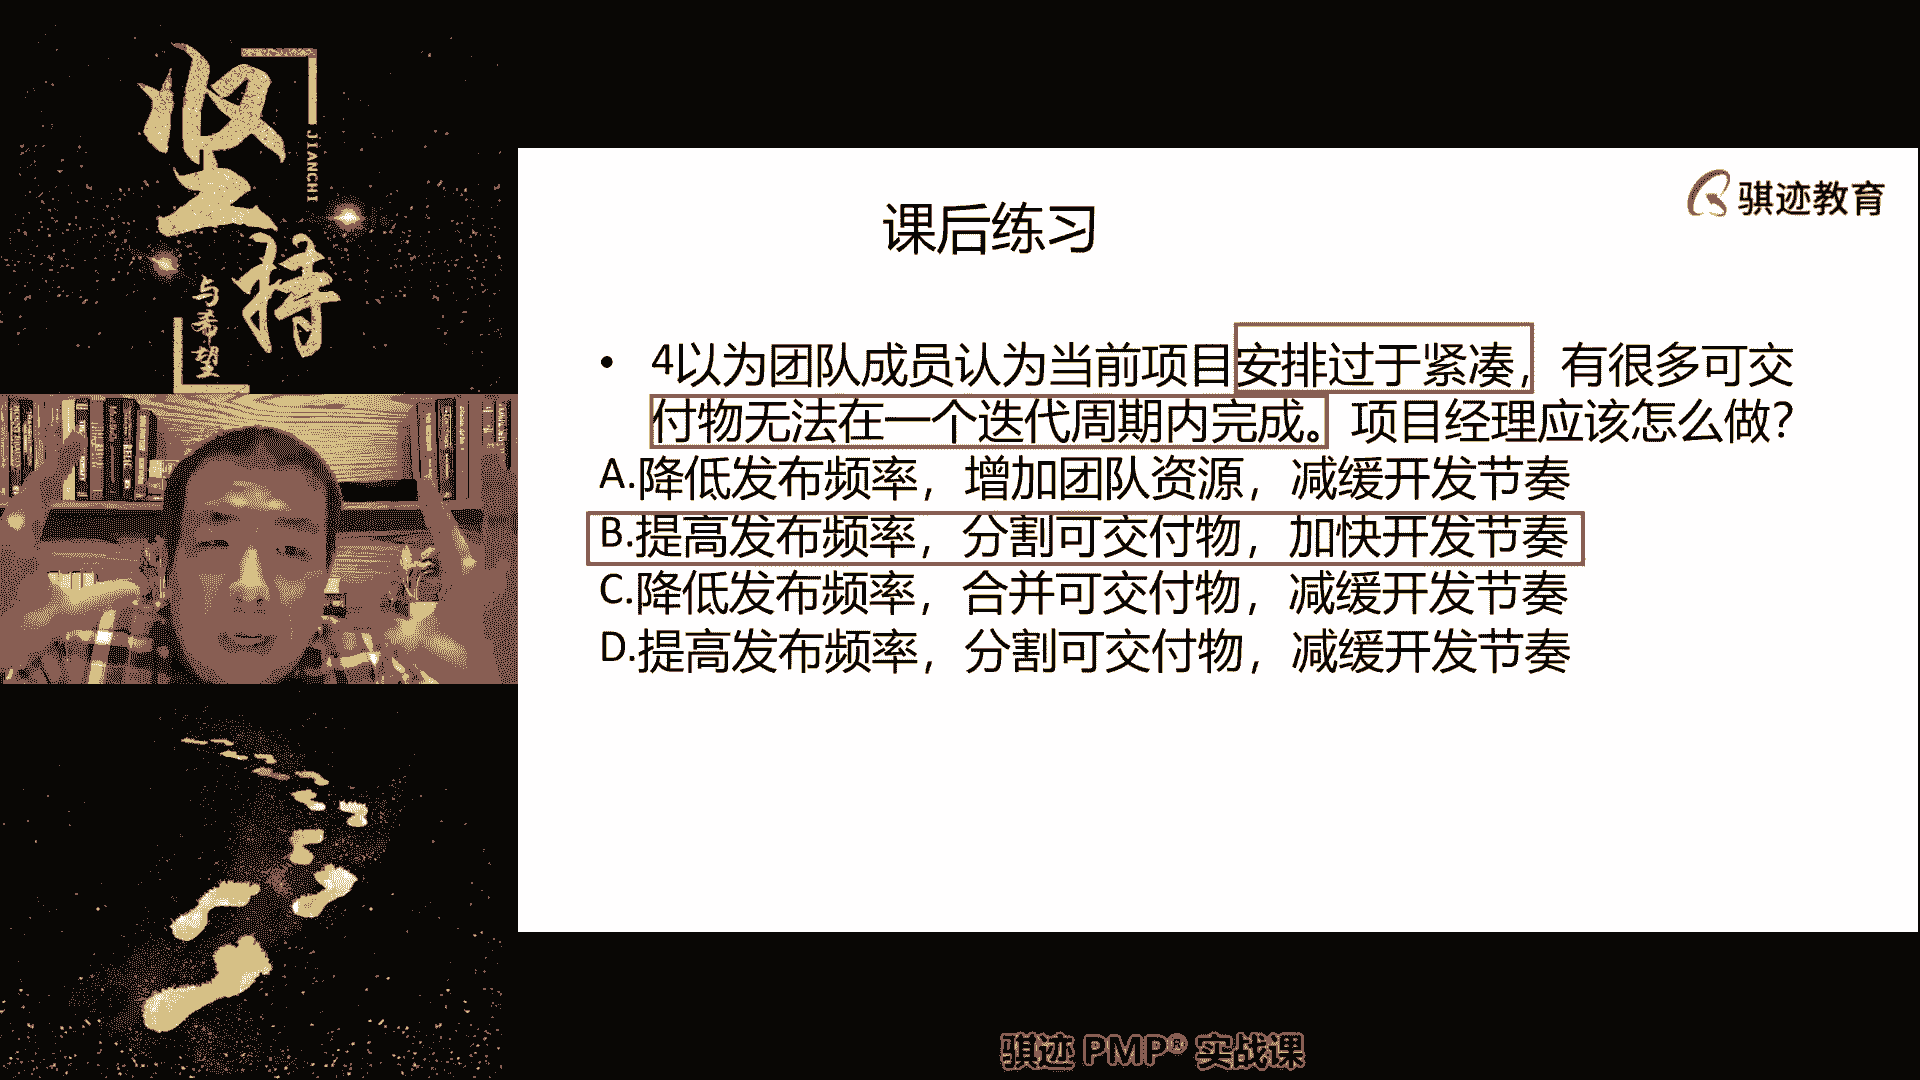 坚持
JIANCHI
与希望
骐迹教育
课后练习
• 4以为团队成员认为当前项目安排过于紧凑，有很多可交
付物无法在一个迭代周期内完成。项目经理应该怎么做？
A.降低发布频率，增加团队资源，减缓开发节奏
B.提高发布频率，分割可交付物，加快开发节奏
C.降低发布频率，合并可交付物，减缓开发节奏
D.提高发布频率，分割可交付物，减缓开发节奏
骐迹 PMP® 实战课